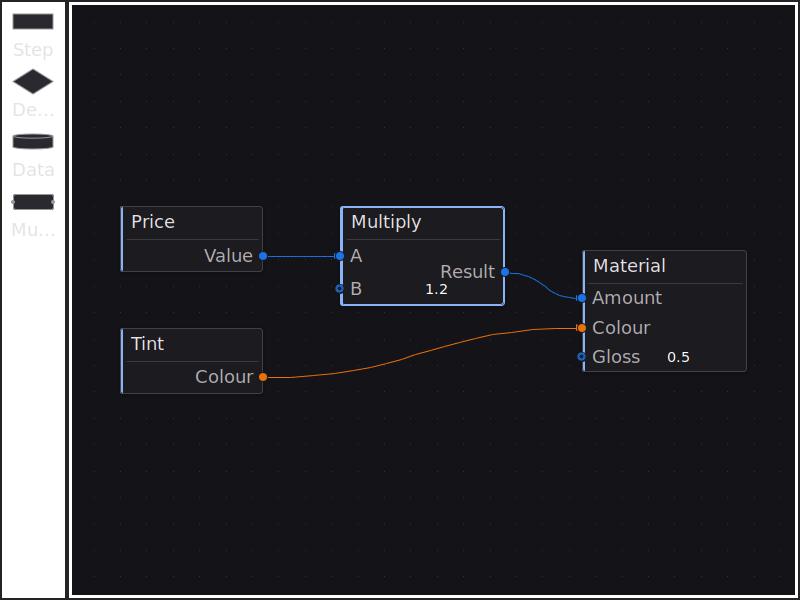 Step
De...
Data
Mu...
Price
Value
Tint
Colour
Multiply
A
Result
B 1.2
Material
Amount
Colour
Gloss 0.5